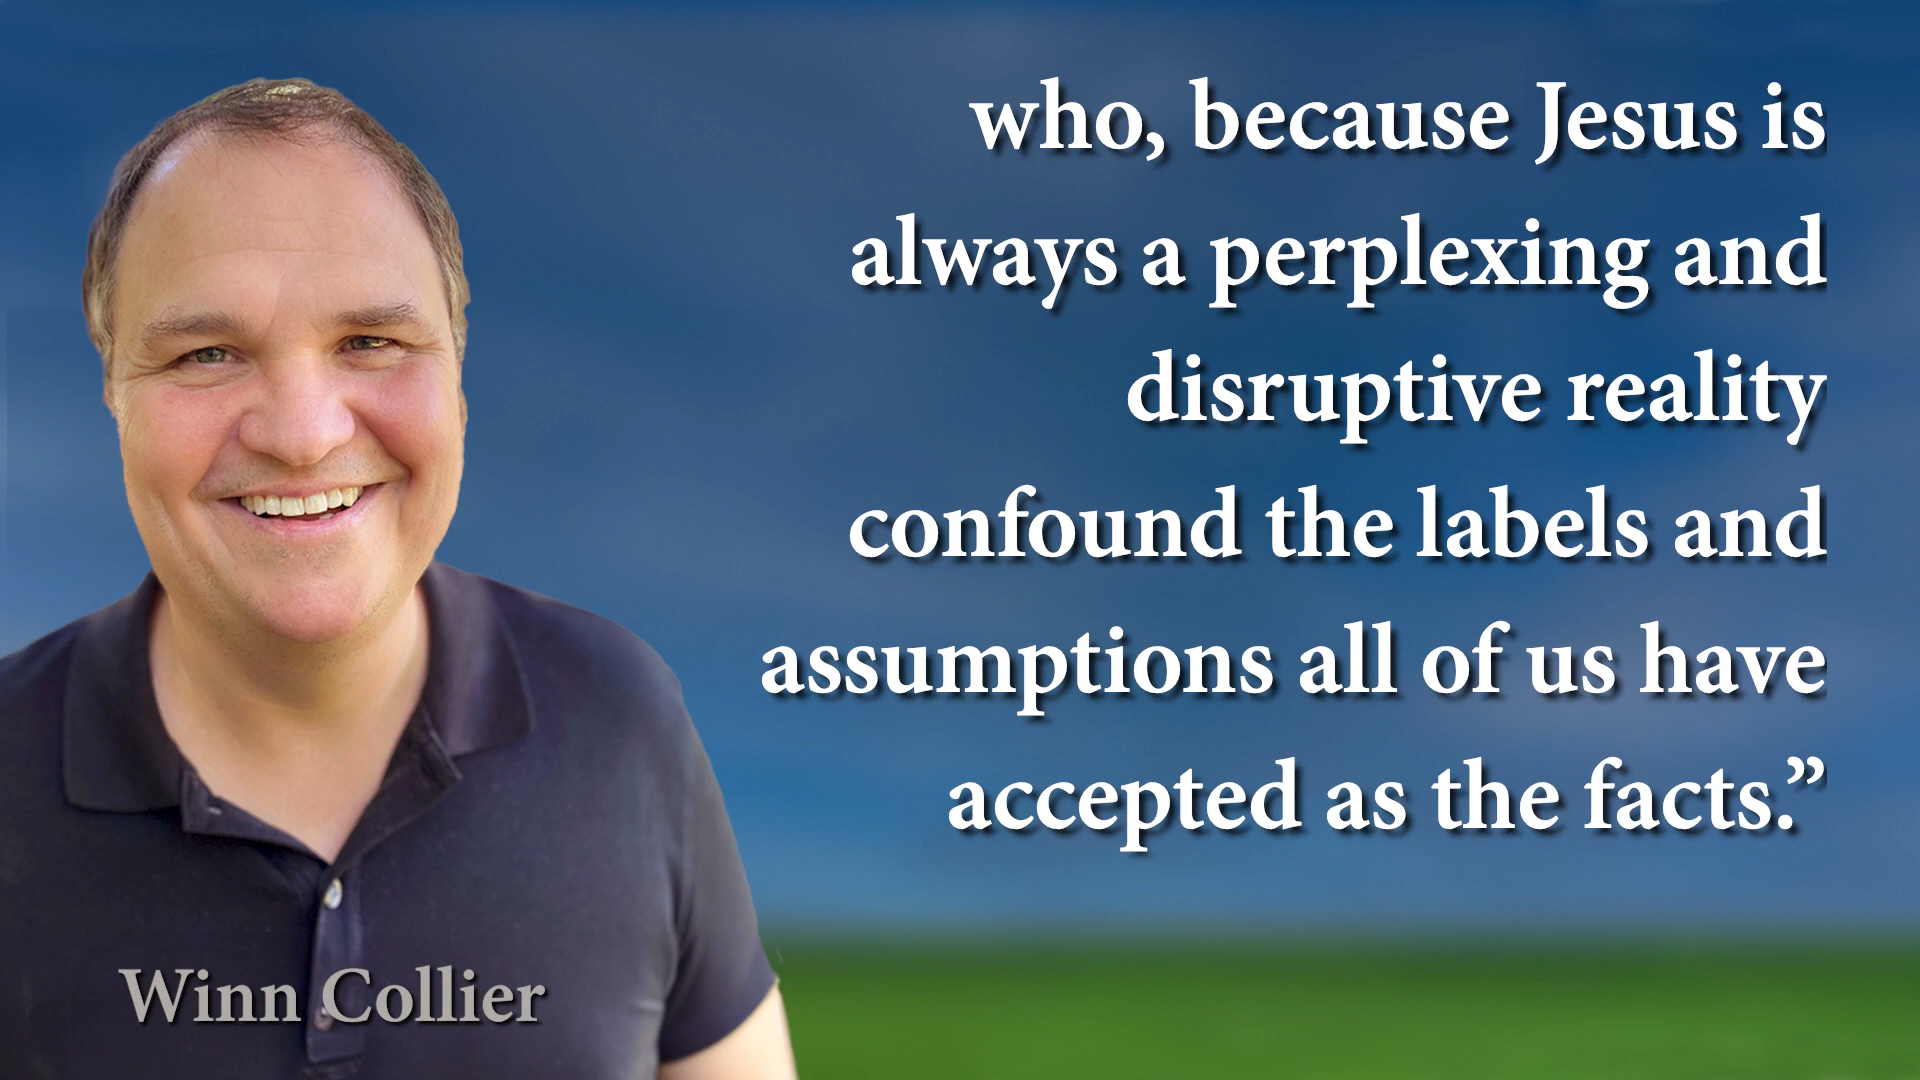 who, because Jesus is
always a perplexing and
disruptive reality
confound the labels and
assumptions all of us have
accepted as the facts.”
Winn Collier